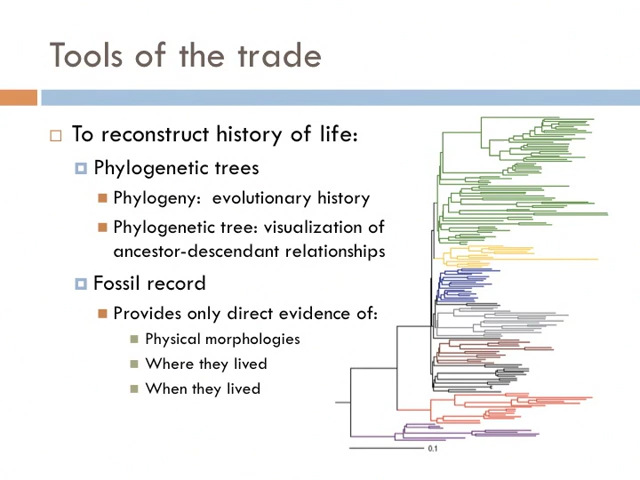 Tools of the trade
To reconstruct history of life:
Phylogenetic trees
Phylogeny: evolutionary history
Phylogenetic tree: visualization of
ancestor-descendant relationships
Fossil record
Provides only direct evidence of:
Physical morphologies
Where they lived
When they lived
0.1